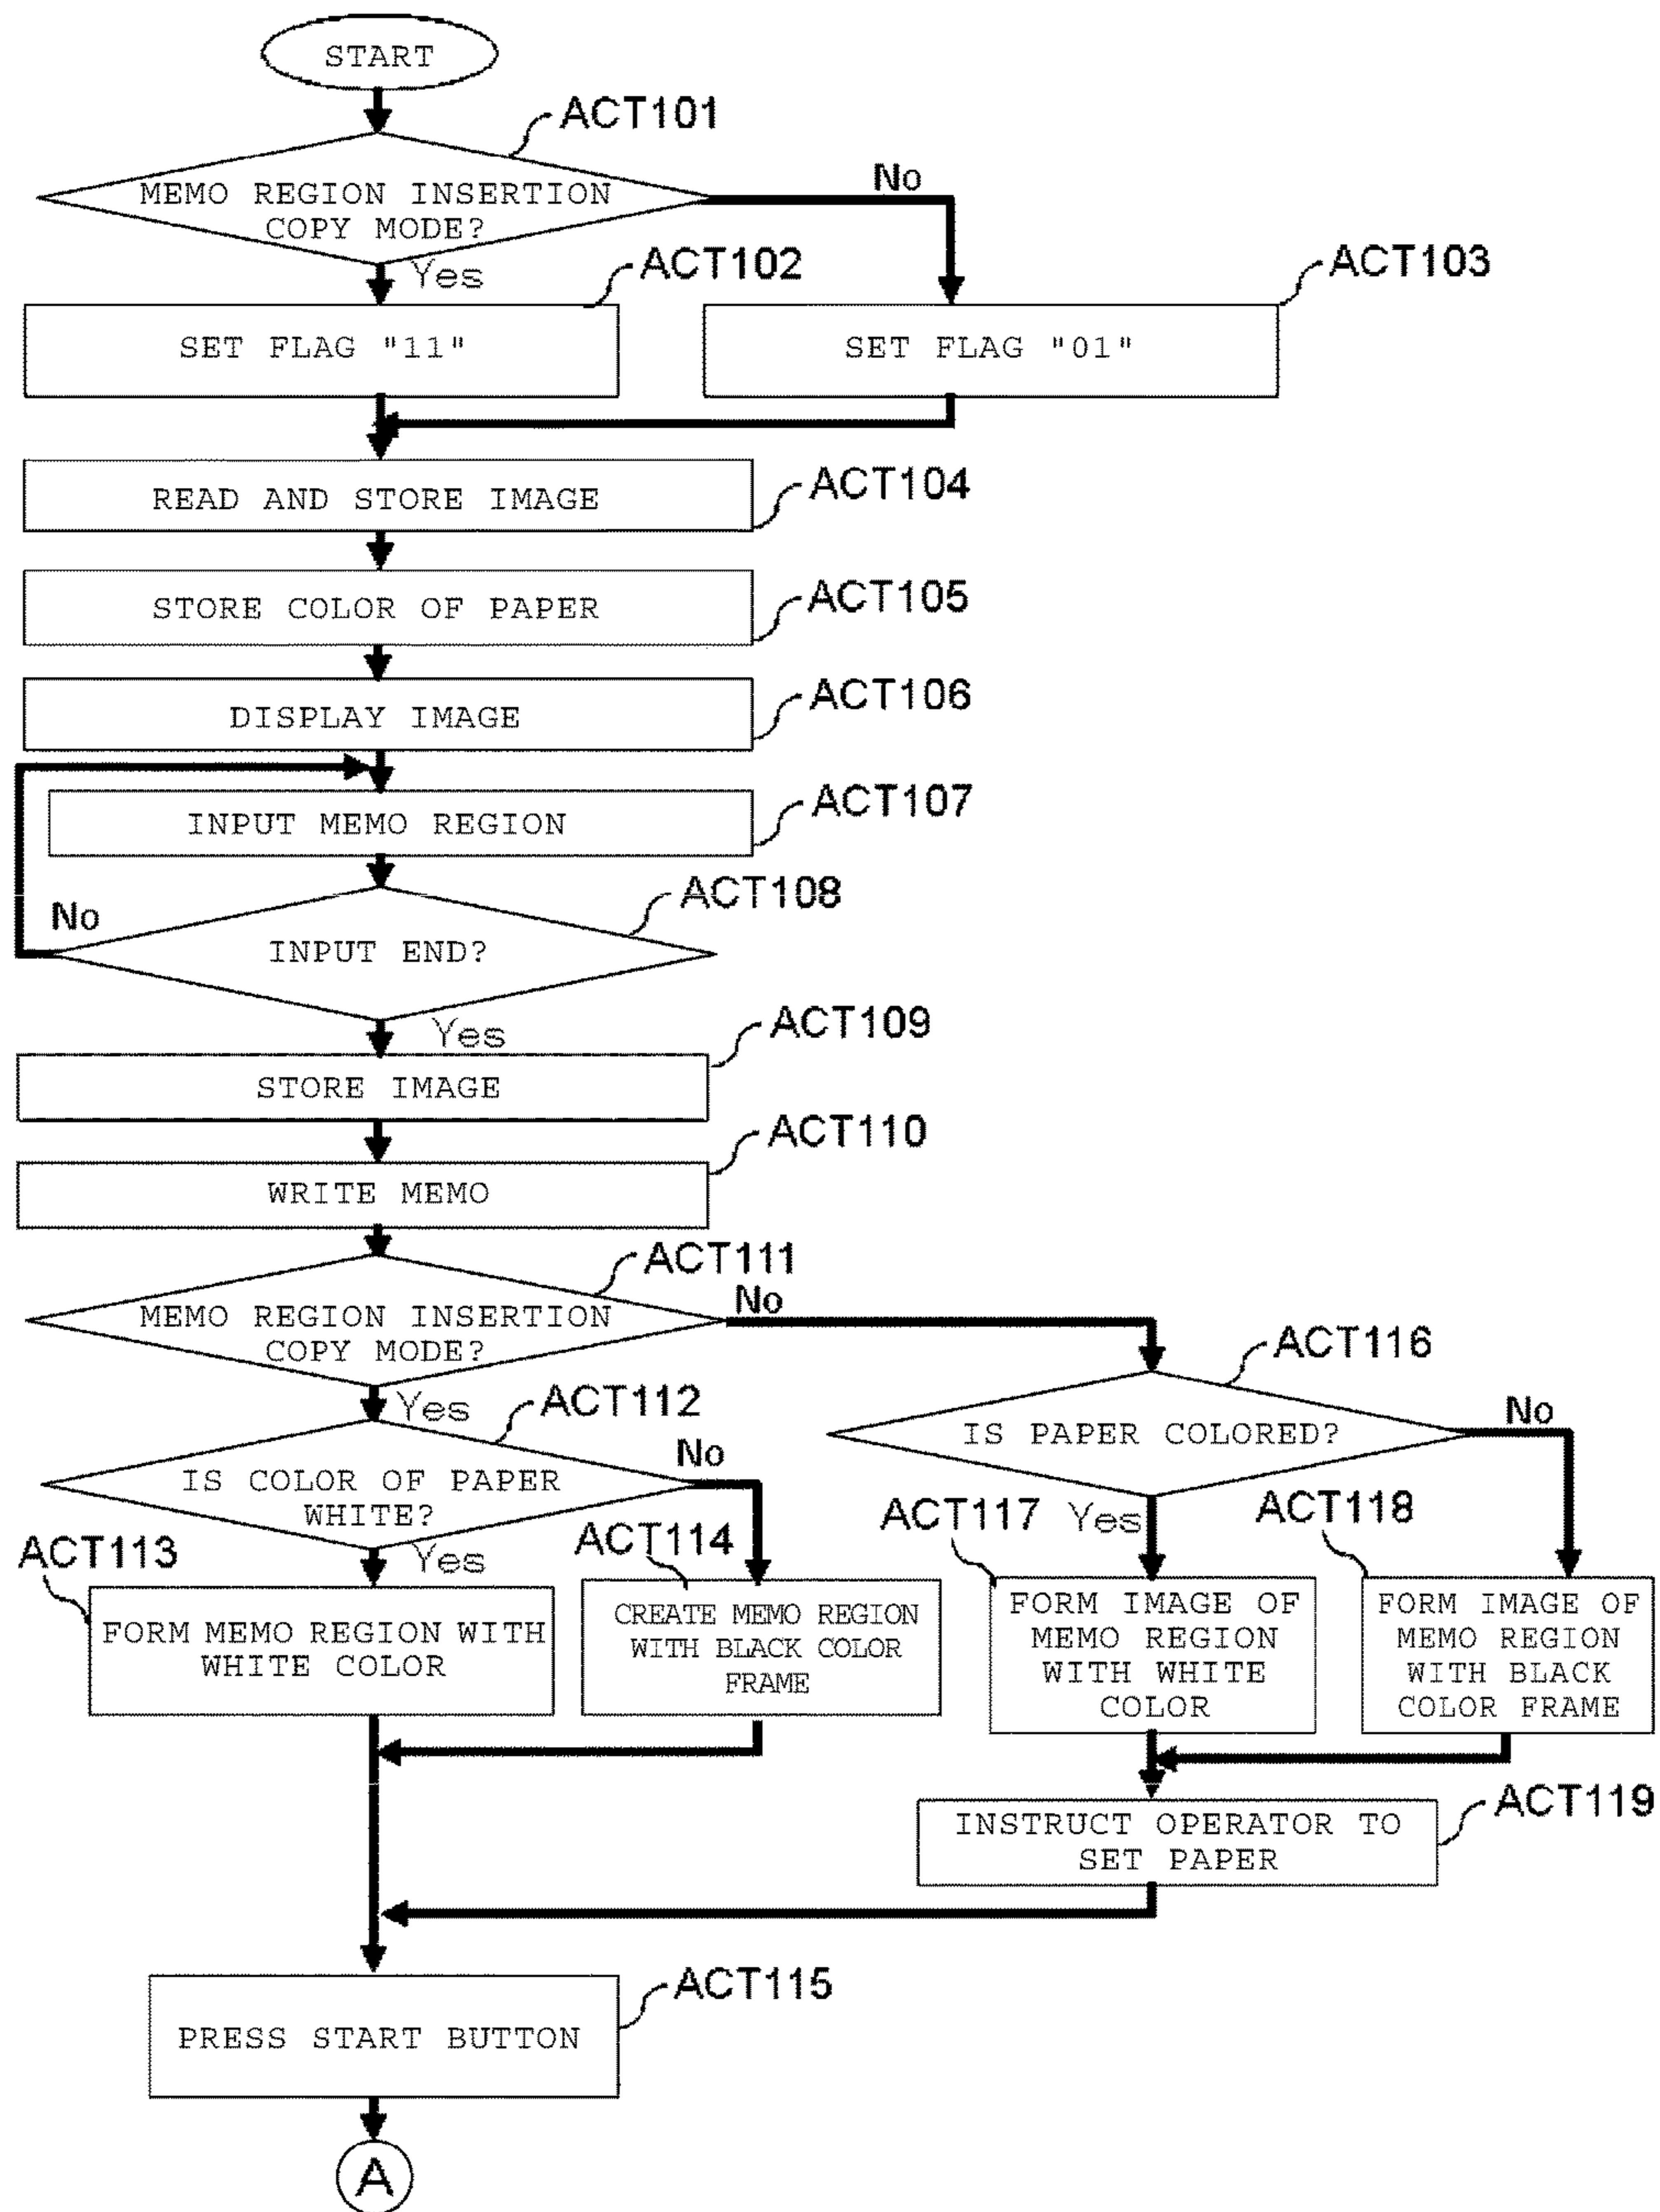 START
ACT101
MEMO REGION INSERTION
COPY MODE?
No
Yes
ACT102
SET FLAG "11"
ACT103
SET FLAG "01"
READ AND STORE IMAGE
ACT104
STORE COLOR OF PAPER
ACT105
DISPLAY IMAGE
ACT106
INPUT MEMO REGION
ACT107
ACT108
INPUT END?
No
Yes
ACT109
STORE IMAGE
ACT110
WRITE MEMO
ACT111
MEMO REGION INSERTION
COPY MODE?
No
Yes
ACT112
IS COLOR OF PAPER
WHITE?
No
Yes
ACT113
FORM MEMO REGION WITH
WHITE COLOR
ACT114
CREATE MEMO REGION
WITH BLACK COLOR
FRAME
ACT116
IS PAPER COLORED?
No
Yes
ACT117
FORM IMAGE OF
MEMO REGION
WITH WHITE
COLOR
ACT118
FORM IMAGE OF
MEMO REGION
WITH BLACK
COLOR FRAME
ACT119
INSTRUCT OPERATOR TO
SET PAPER
ACT115
PRESS START BUTTON
A